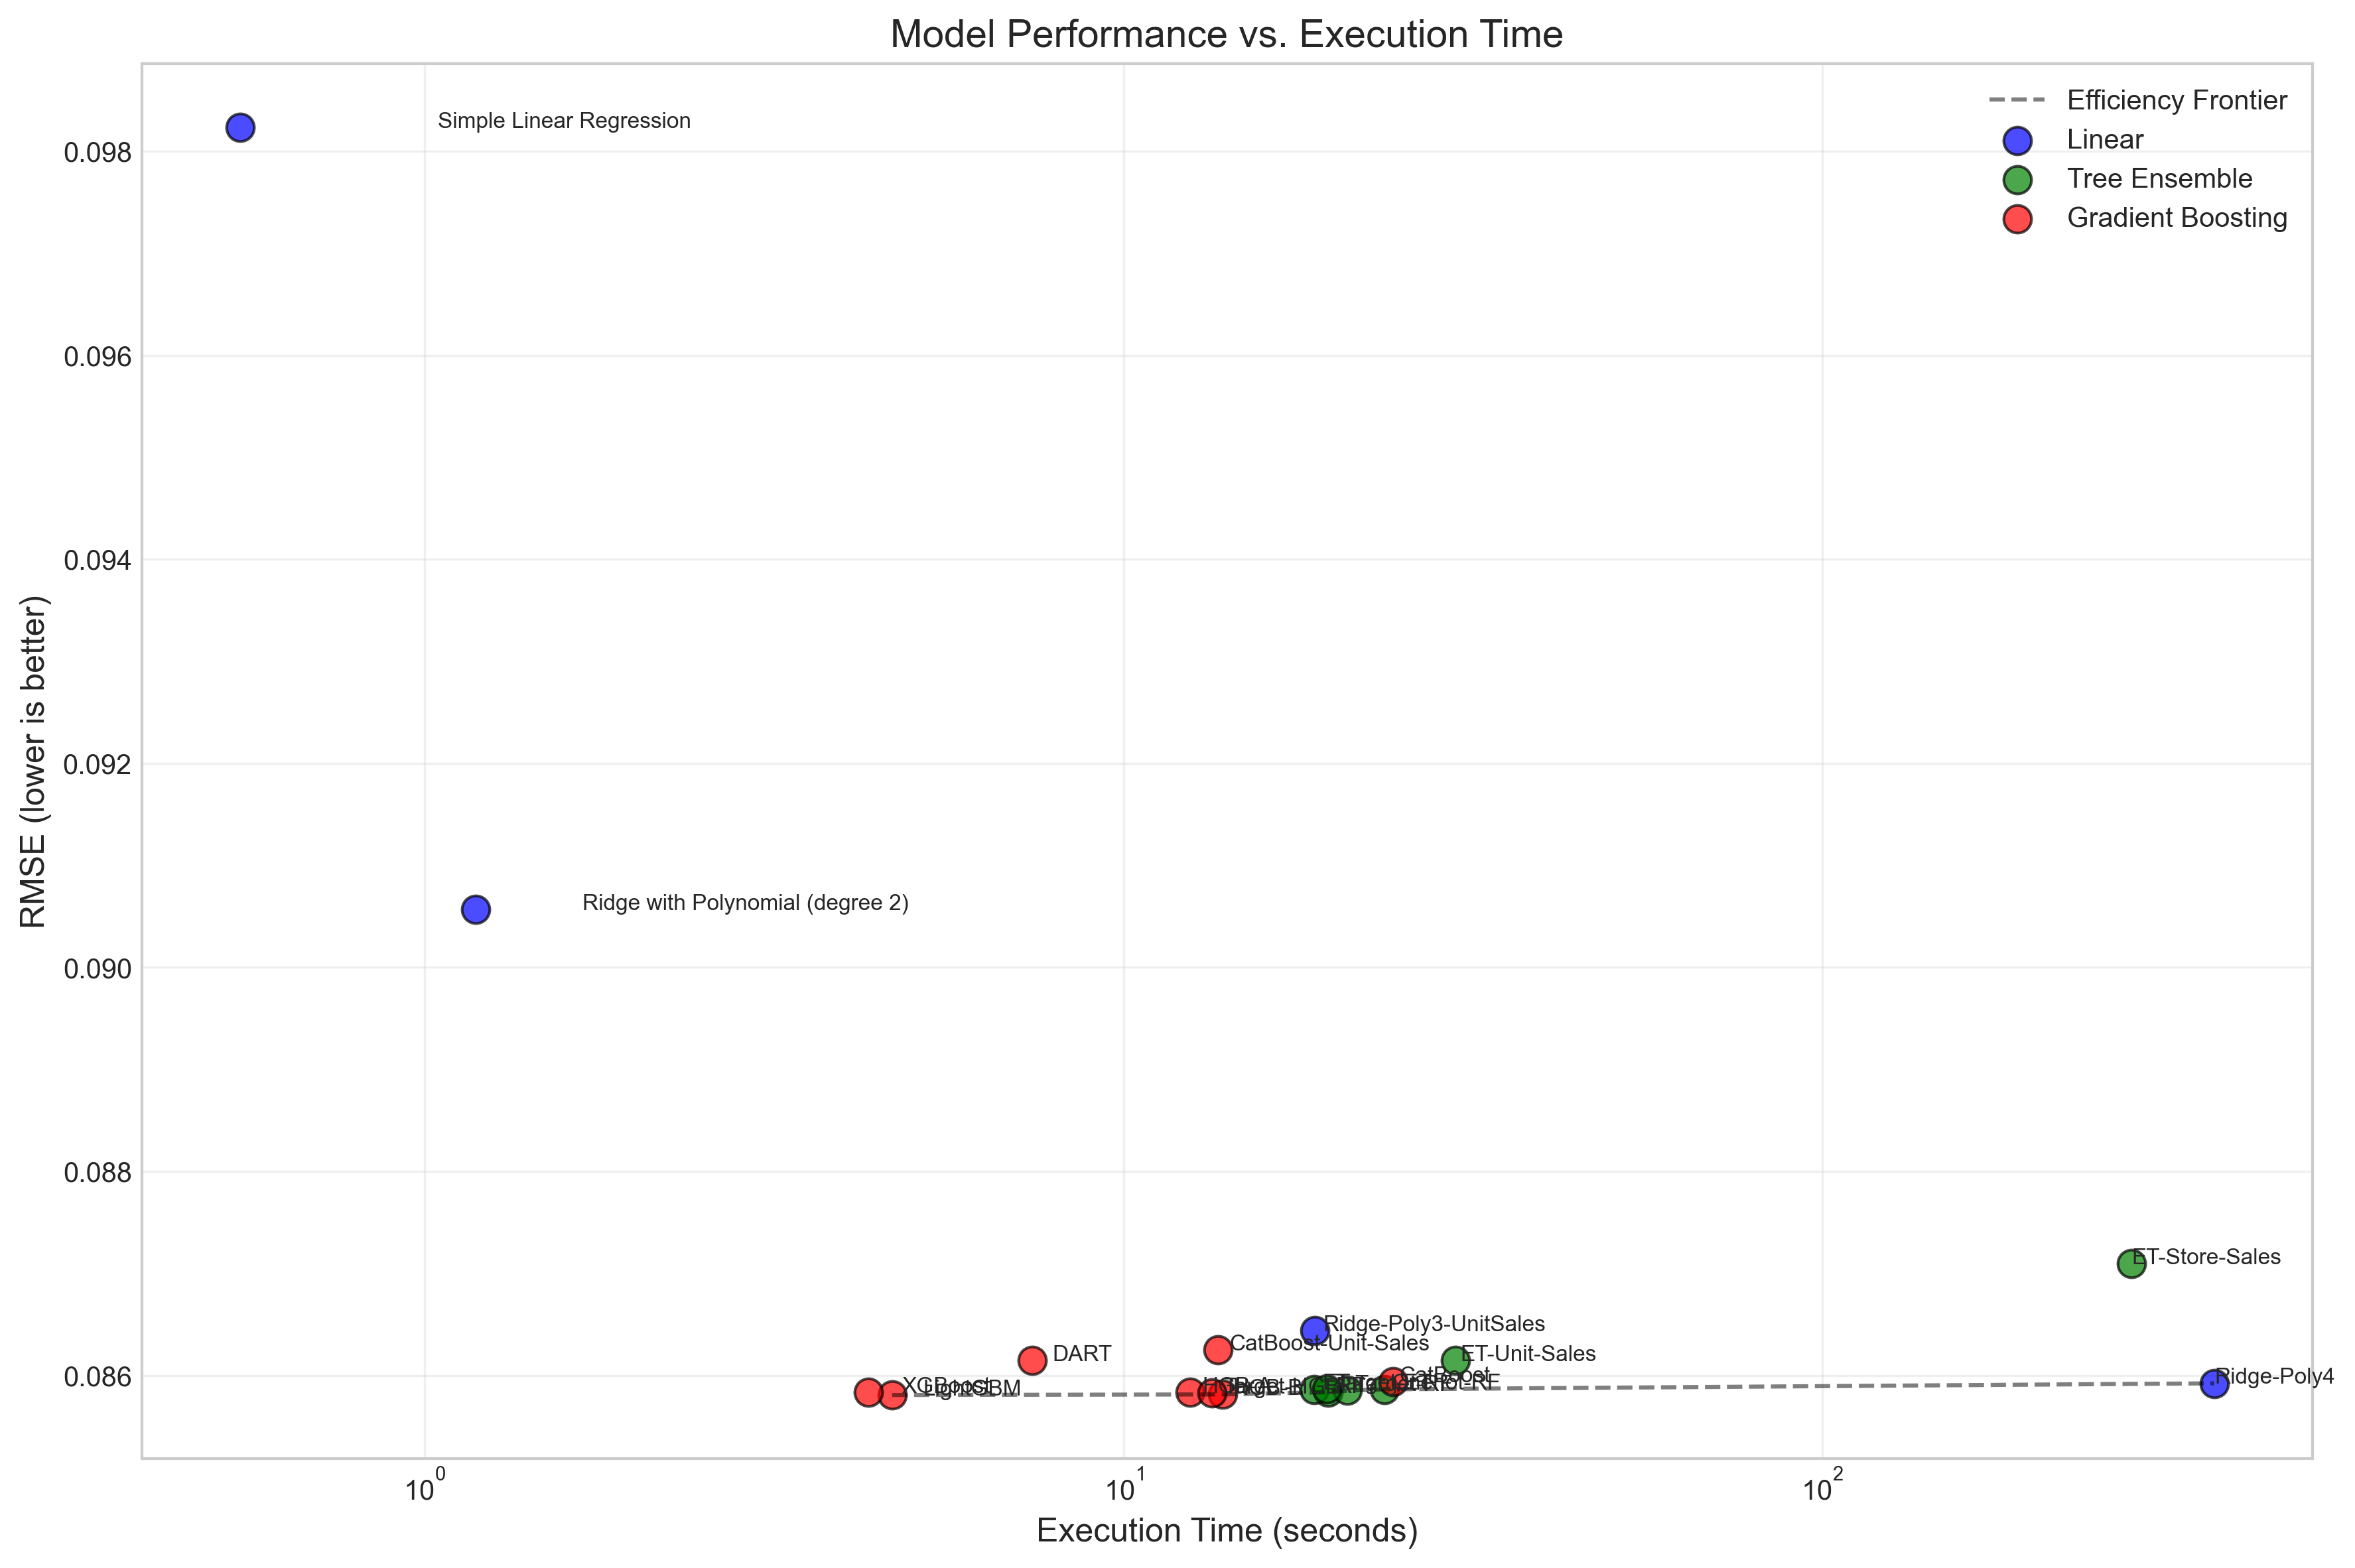 Model Performance vs. Execution Time
Efficiency Frontier
Linear
Tree Ensemble
Gradient Boosting
Simple Linear Regression
Ridge with Polynomial (degree 2)
ET-Store-Sales
Ridge-Poly3-UnitSales
CatBoost-Unit-Sales
DART
ET-Unit-Sales
CatBoost
Ridge-Poly4
XGBoost
LightGBM
0.098
0.096
0.094
0.092
0.090
0.088
0.086
RMSE (lower is better)
10^0
10^1
10^2
Execution Time (seconds)